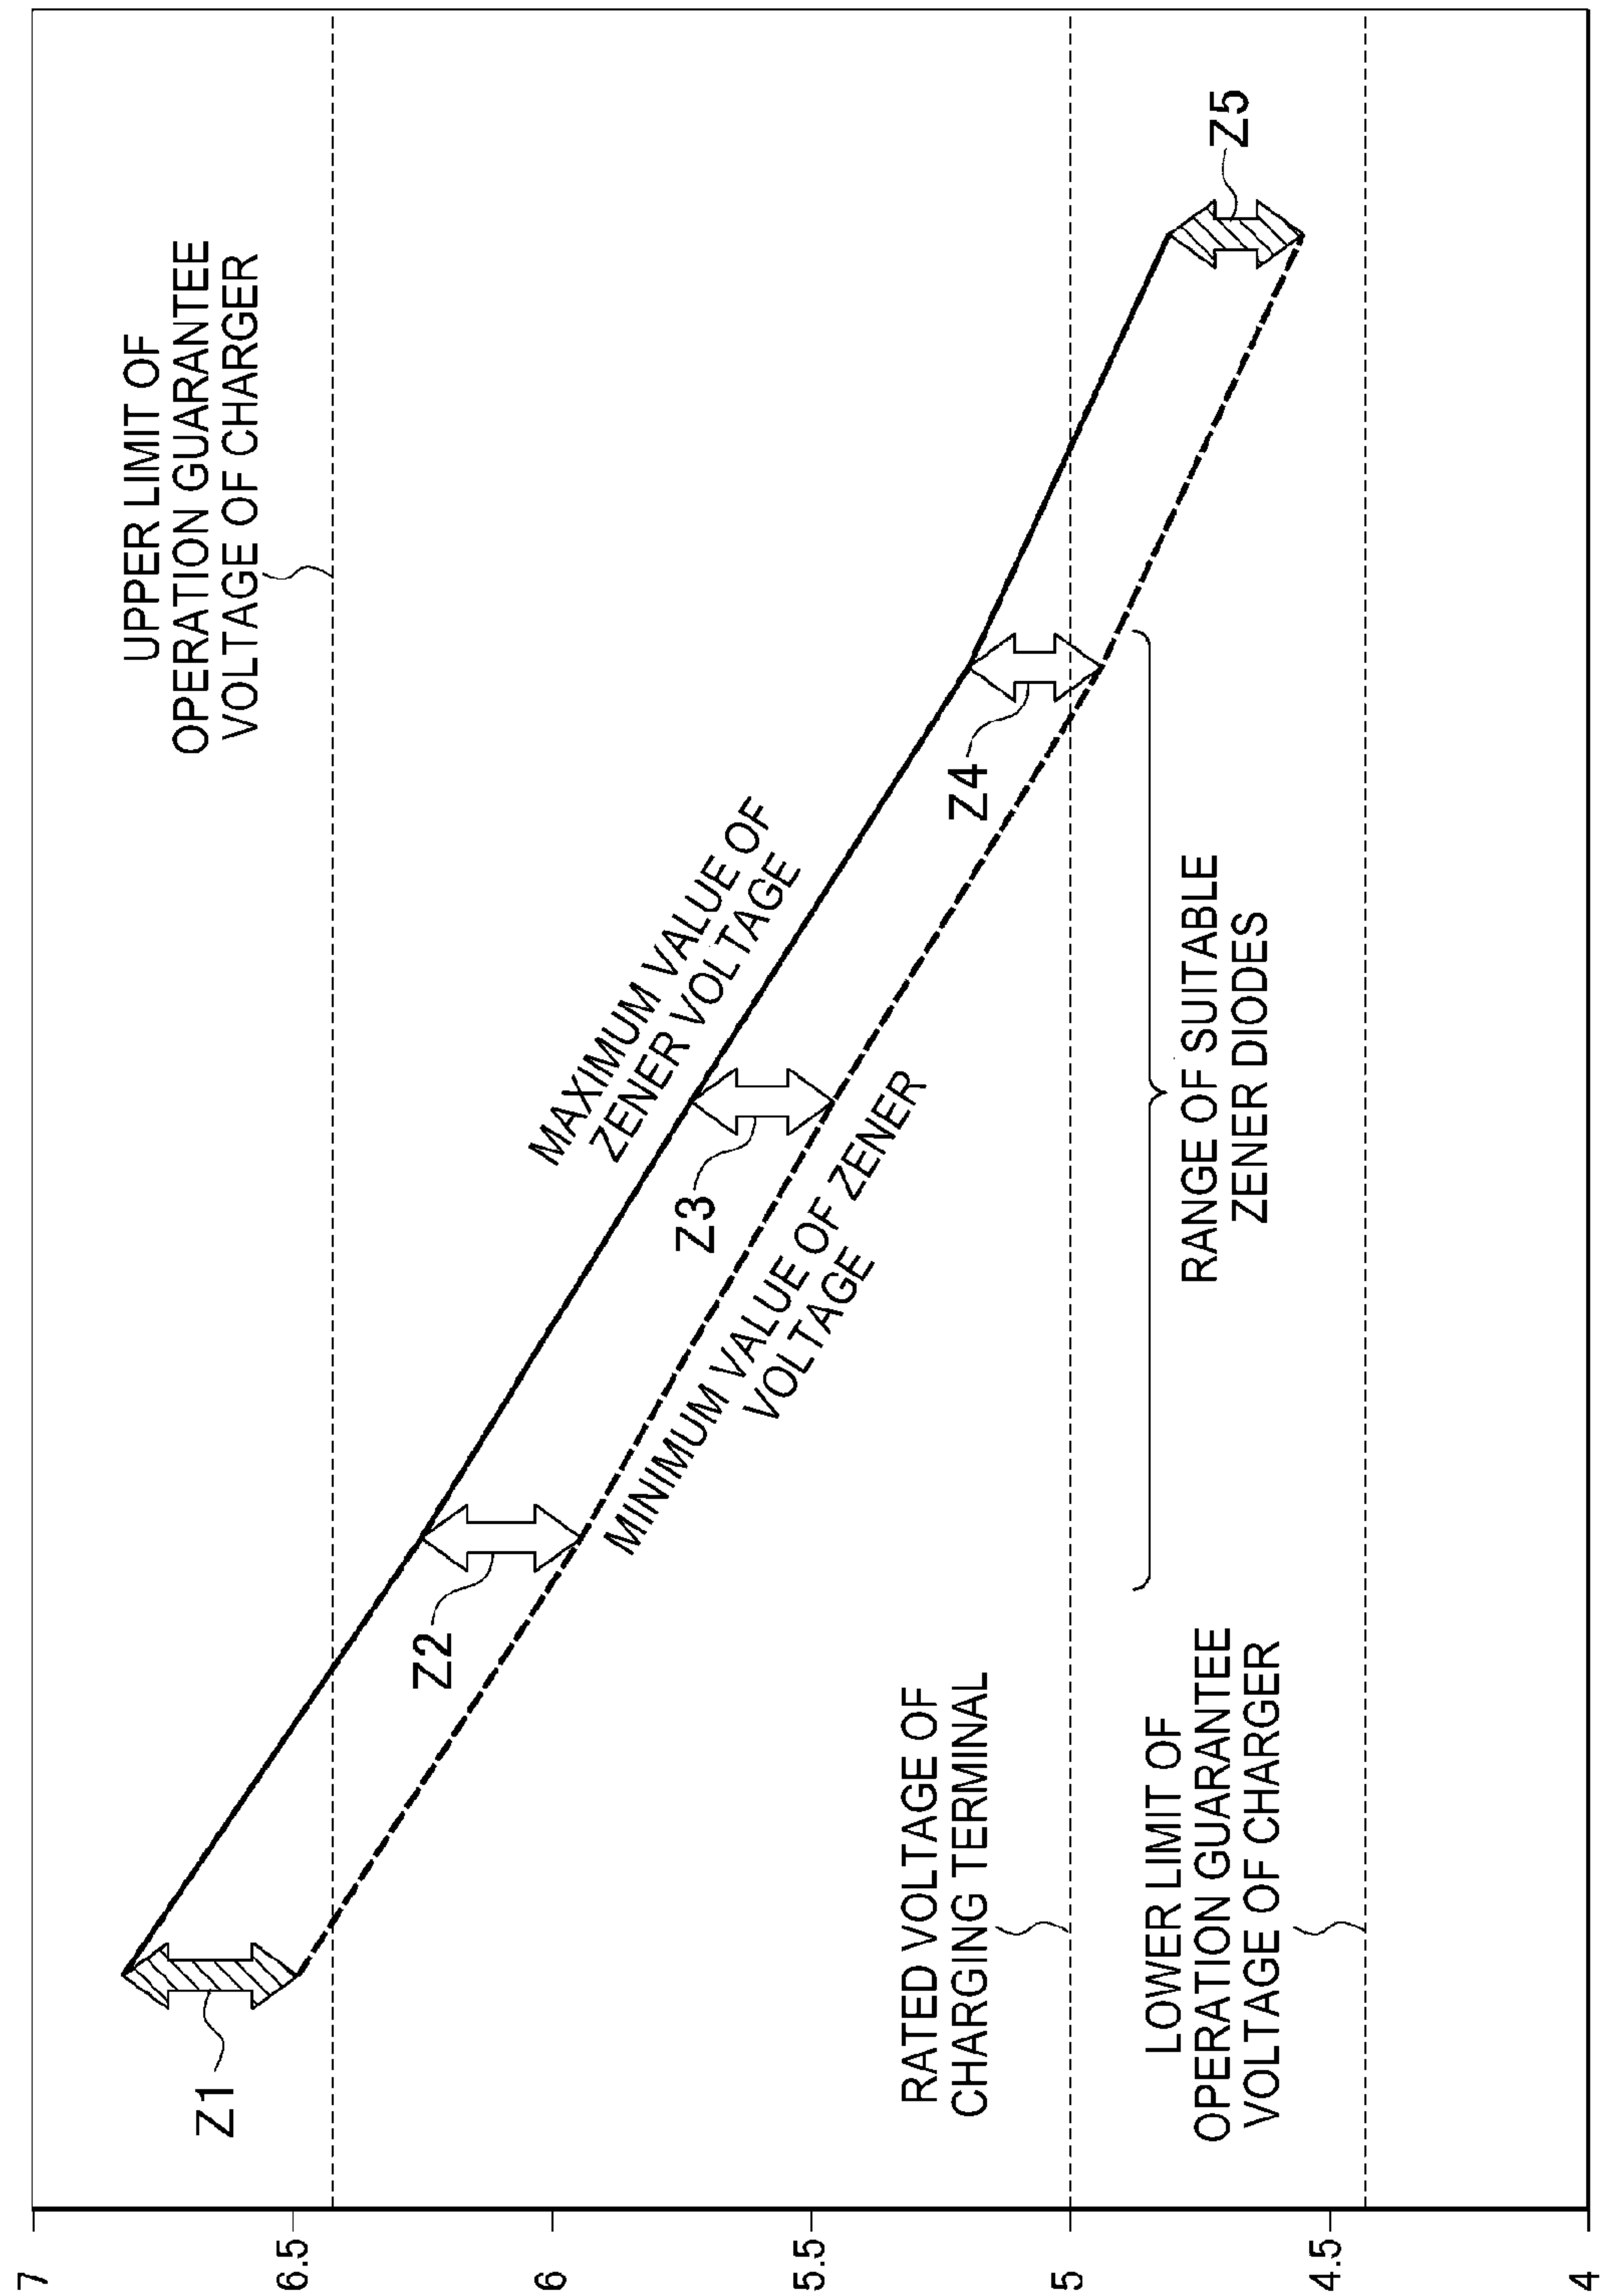 7
6.5
6
5.5
5
4.5
4
UPPER LIMIT OF
OPERATION GUARANTEE
VOLTAGE OF CHARGER
MAXIMUM VALUE OF
ZENER VOLTAGE
MINIMUM VALUE OF ZENER
VOLTAGE
Z1
Z2
Z3
Z4
Z5
RATED VOLTAGE OF
CHARGING TERMINAL
LOWER LIMIT OF
OPERATION GUARANTEE
VOLTAGE OF CHARGER
RANGE OF SUITABLE
ZENER DIODES